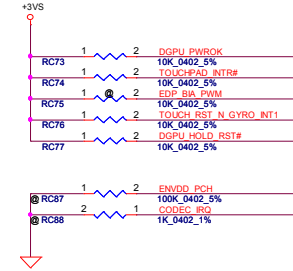 +3VS
1 2 DGPU_PWROK
RC73 10K_0402_5%
1 2 TOUCHPAD_INTR#
RC74 10K_0402_5%
1 @ 2 EDP_BIA_PWM
RC75 10K_0402_5%
1 2 TOUCH_RST_N_GYRO_INT1
RC76 10K_0402_5%
1 2 DGPU_HOLD_RST#
RC77 10K_0402_5%
1 2 ENVDD_PCH
@ RC87 100K_0402_5%
2 1 CODEC_IRQ
@ RC88 1K_0402_1%